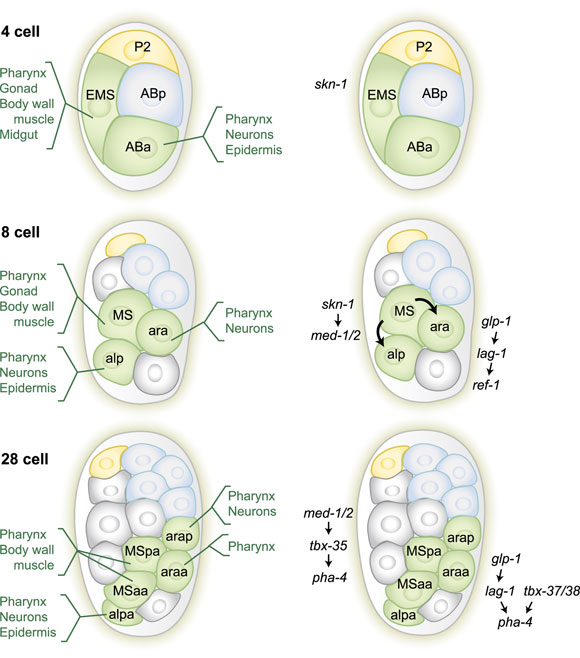 4 cell
Pharynx
Gonad
Body wall
muscle
Midgut
P2
EMS
ABp
ABa
Pharynx
Neurons
Epidermis
skn-1
P2
EMS
ABp
ABa
8 cell
Pharynx
Gonad
Body wall
muscle
Pharynx
Neurons
Epidermis
MS
ara
alp
Pharynx
Neurons
skn-1
med-1/2
MS
ara
alp
glp-1
lag-1
ref-1
28 cell
Pharynx
Body wall
muscle
Pharynx
Neurons
Epidermis
arap
MSpa
araa
MSaa
alpa
Pharynx
Neurons
Pharynx
med-1/2
tbx-35
pha-4
arap
MSpa
araa
MSaa
alpa
glp-1
lag-1 tbx-37/38
pha-4